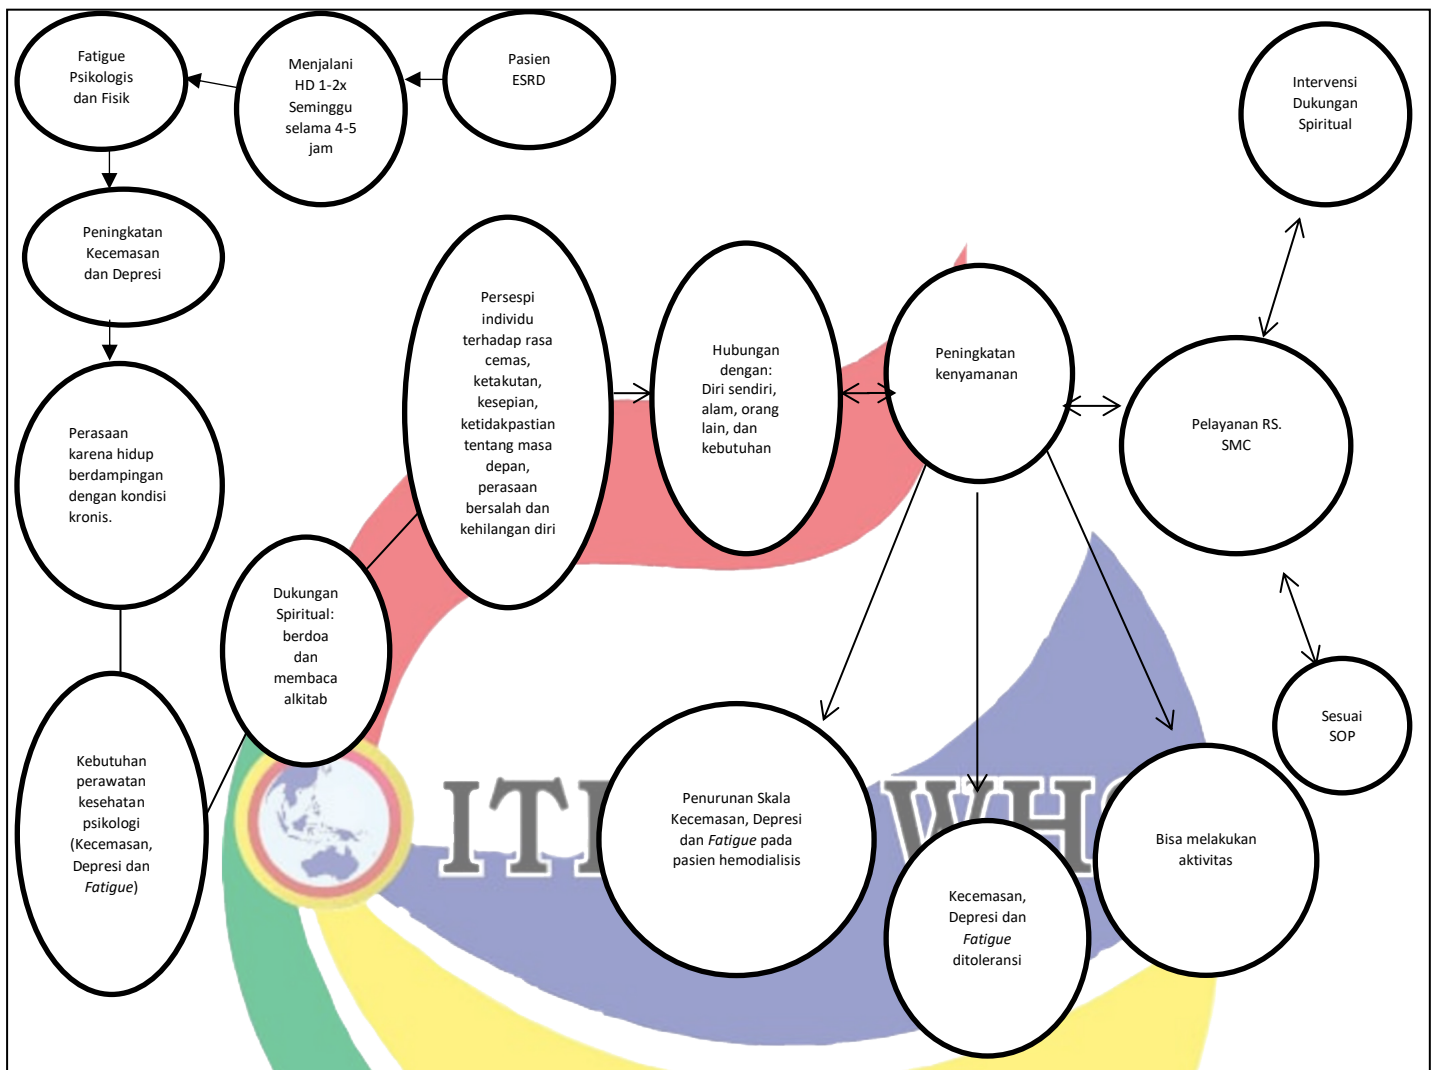 Fatigue
Psikologis
dan Fisik
Menjalani
HD 1-2x
Seminggu
selama 4-5
jam
Pasien
ESRD
Intervensi
Dukungan
Spiritual
Peningkatan
Kecemasan
dan Depresi
Persespi
individu
terhadap rasa
cemas,
ketakutan,
kesepian,
ketidakpastian
tentang masa
depan,
perasaan
bersalah dan
kehilangan diri
Hubungan
dengan:
Diri sendiri,
alam, orang
lain, dan
kebutuhan
Peningkatan
kenyamanan
Pelayanan RS.
SMC
Perasaan
karena hidup
berdampingan
dengan kondisi
kronis.
Dukungan
Spiritual:
berdoa
dan
membaca
alkitab
Kebutuhan
perawatan
kesehatan
psikologi
(Kecemasan,
Depresi dan
Fatigue)
Penurunan Skala
Kecemasan, Depresi
dan Fatigue pada
pasien hemodialisis
Kecemasan,
Depresi dan
Fatigue
ditoleransi
Bisa melakukan
aktivitas
Sesuai
SOP